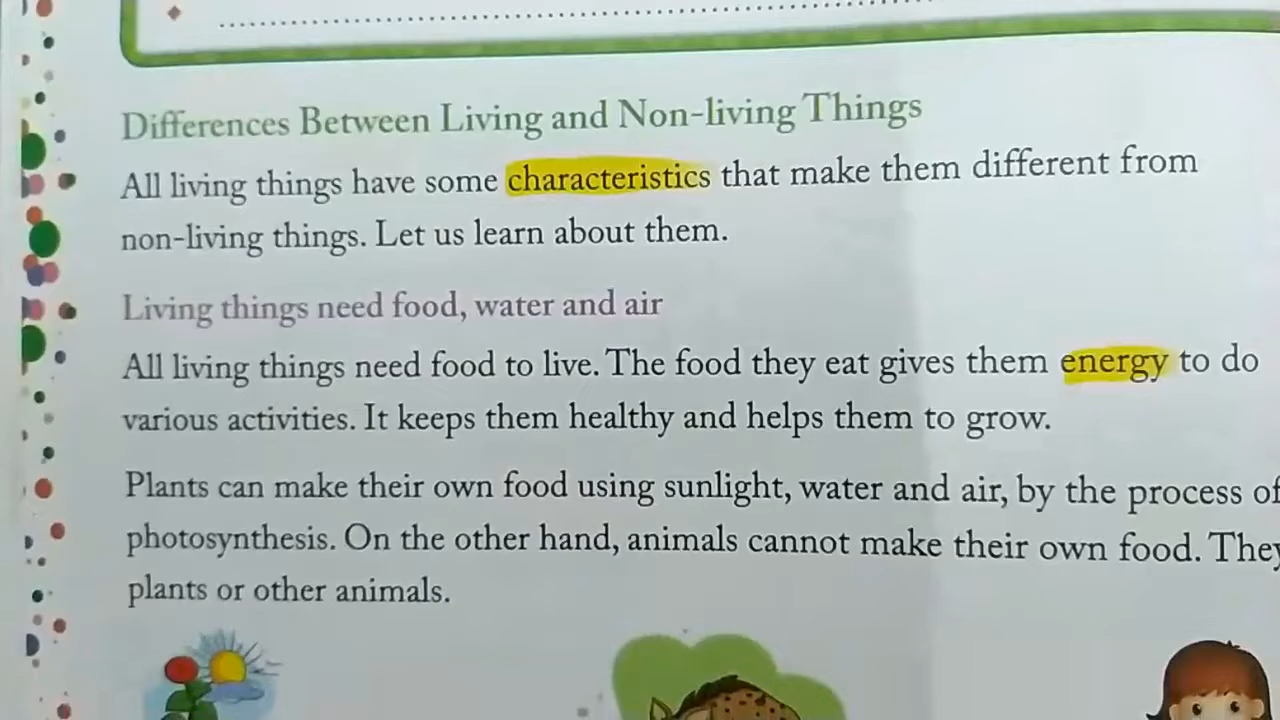 Differences Between Living and Non-living Things
All living things have some characteristics that make them different from
non-living things. Let us learn about them.
Living things need food, water and air
All living things need food to live. The food they eat gives them energy to do
various activities. It keeps them healthy and helps them to grow.
Plants can make their own food using sunlight, water and air, by the process of
photosynthesis. On the other hand, animals cannot make their own food. They
plants or other animals.